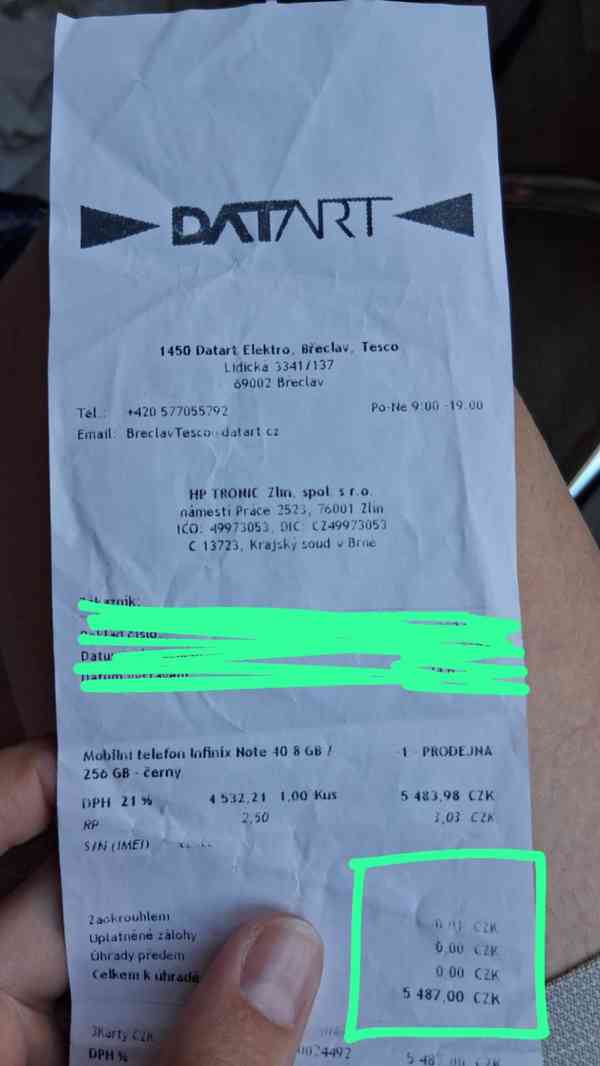 DATART
1450 Datart Elektro, Břeclav, Tesco
Lidická 3341/137
69002 Břeclav
Tel.: +420 577055792 Po-Ne 9:00 -19:00
Email: BreclavTesco datart cz
HP TRONIC Zlín, spol. s r.o.
náměstí Práce 2523, 76001 Zlín
IČO: 49973053, DIČ: CZ49973053
C 13723, Krajský soud v Brně
Zákazník:
Mobilní telefon Infinix Note 40 8 GB / -1 - PRODEJNA
256 GB - černý
DPH 21 % 4 532,21 1,00 Kus 5 483,98 CZK
RP 2,50 3,03 CZK
S/N (IMEI)
Zaokrouhlení CZK
Uplatněné zálohy 0,00 CZK
Úhrady předem 0,00 CZK
Celkem k úhradě 5 487,00 CZK
3Karty CZK
DPH %